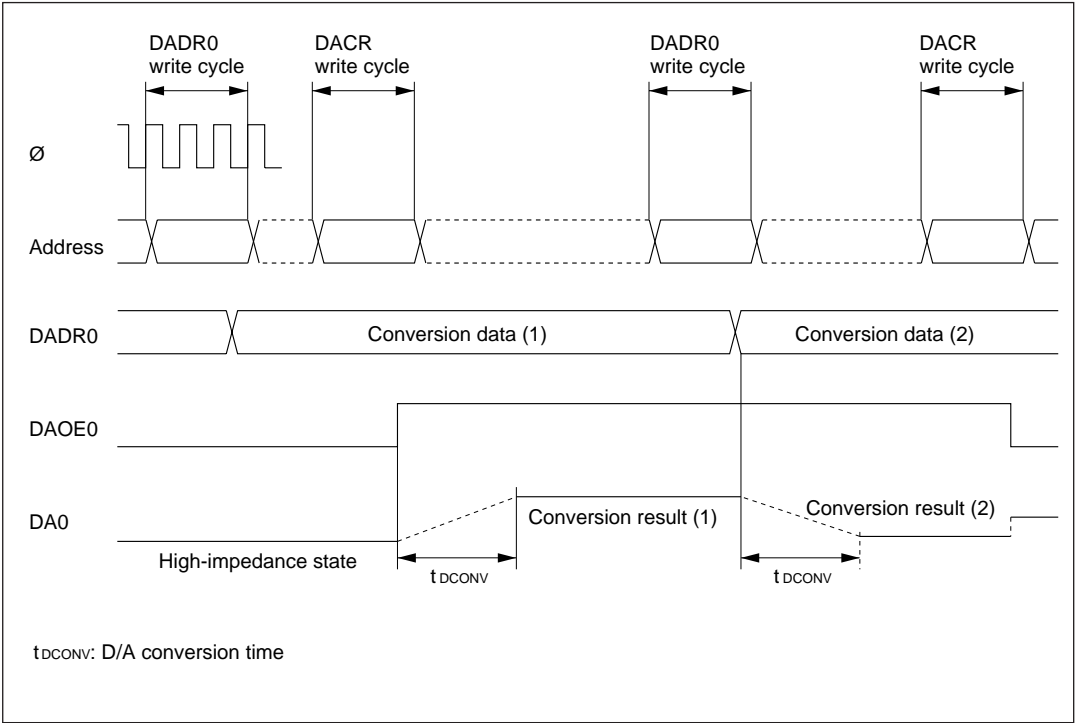 DADR0
write cycle
DACR
write cycle
DADR0
write cycle
DACR
write cycle
Ø
Address
DADR0
Conversion data (1)
Conversion data (2)
DAOE0
DA0
Conversion result (1)
Conversion result (2)
High-impedance state
t DCONV
t DCONV
t DCONV: D/A conversion time